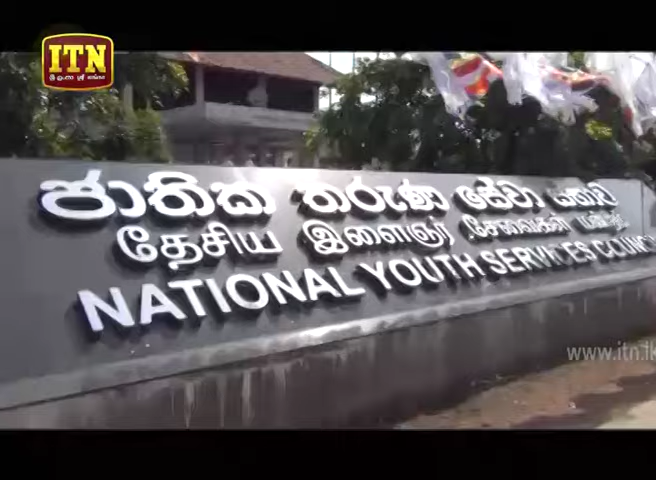 ITN
ජාතික තරුණ සේවා සභාව
தேசிய இளைஞர் சேவைகள் மன்றம்
NATIONAL YOUTH SERVICES COUNCIL
www.itn.lk